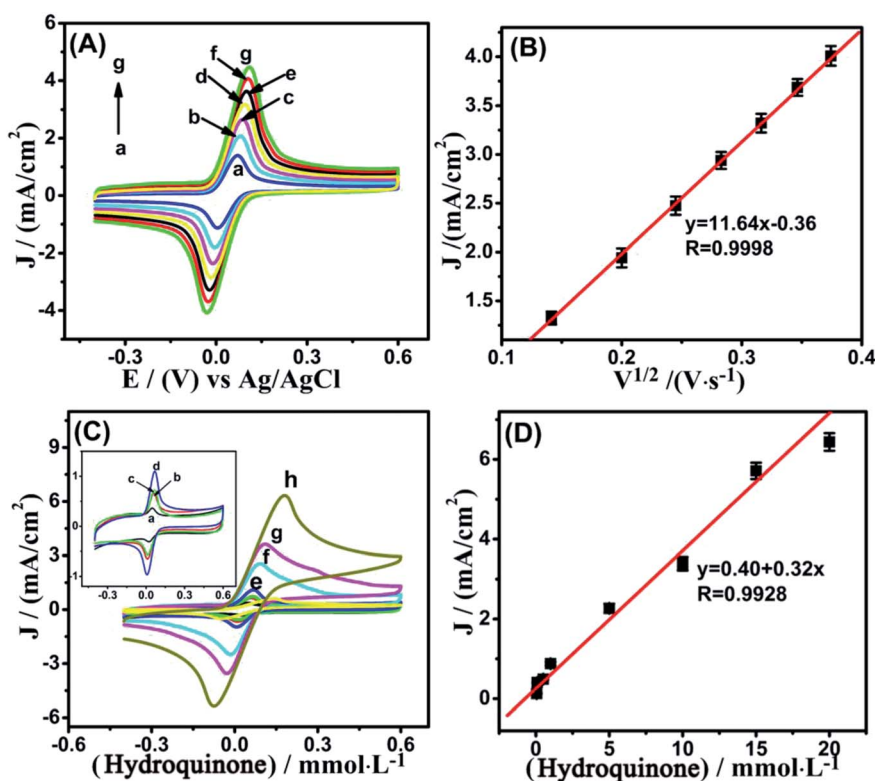 (A)
6
4
2
0
-2
-4
-0.3
0.0
0.3
0.6
J / (mA/cm²)
E / (V) vs Ag/AgCl
g
a
f
g
d
e
b
c
a
(B)
4.0
3.5
3.0
2.5
2.0
1.5
0.1
0.2
0.3
0.4
J /(mA/cm²)
V¹/² /(V·s⁻¹)
y=11.64x-0.36
R=0.9998
(C)
9
6
3
0
-3
-6
-0.6
-0.3
0.0
0.3
0.6
J / (mA/cm²)
(Hydroquinone) / mmol·L⁻¹
d
c
b
a
1
0
-1
-0.3
0.0
0.3
0.6
h
g
f
e
(D)
6
4
2
0
0
5
10
15
20
J / (mA/cm²)
(Hydroquinone) / mmol·L⁻¹
y=0.40+0.32x
R=0.9928